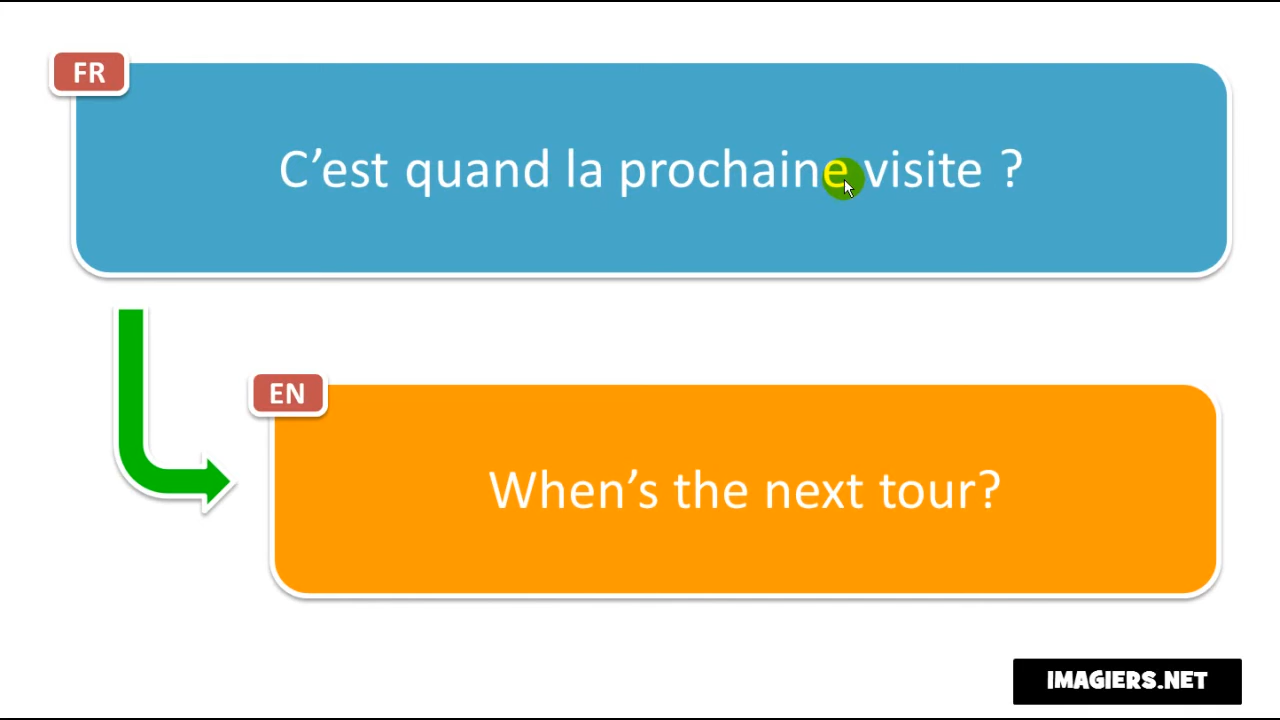 FR
C’est quand la prochaine visite ?
EN
When’s the next tour?
IMAGIERS.NET